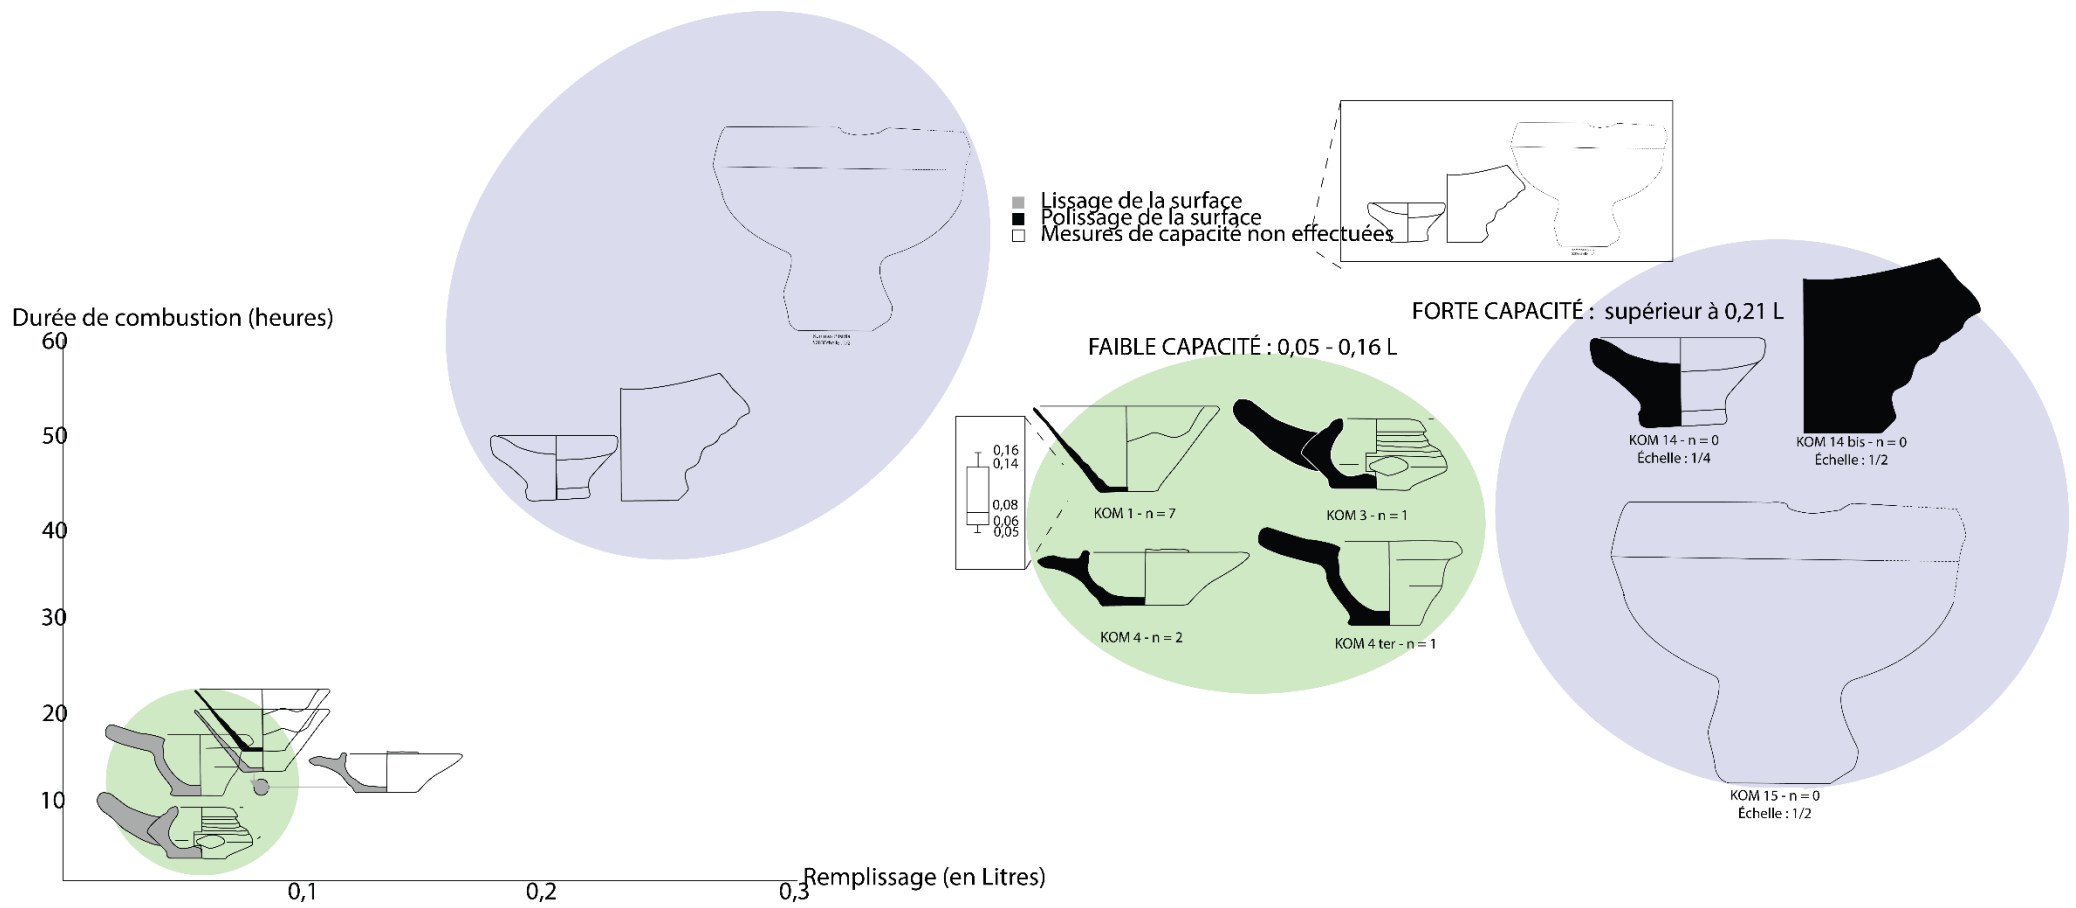 Lissage de la surface
Polissage de la surface
Mesures de capacité non effectuées
Durée de combustion (heures)
60
50
40
30
20
10
0,1
0,2
0,3
Remplissage (en Litres)
FAIBLE CAPACITÉ : 0,05 - 0,16 L
0,16
0,14
0,08
0,06
0,05
KOM 1 - n = 7
KOM 3 - n = 1
KOM 4 - n = 2
KOM 4 ter - n = 1
FORTE CAPACITÉ : supérieur à 0,21 L
KOM 14 - n = 0
Échelle : 1/4
KOM 14 bis - n = 0
Échelle : 1/2
KOM 15 - n = 0
Échelle : 1/2